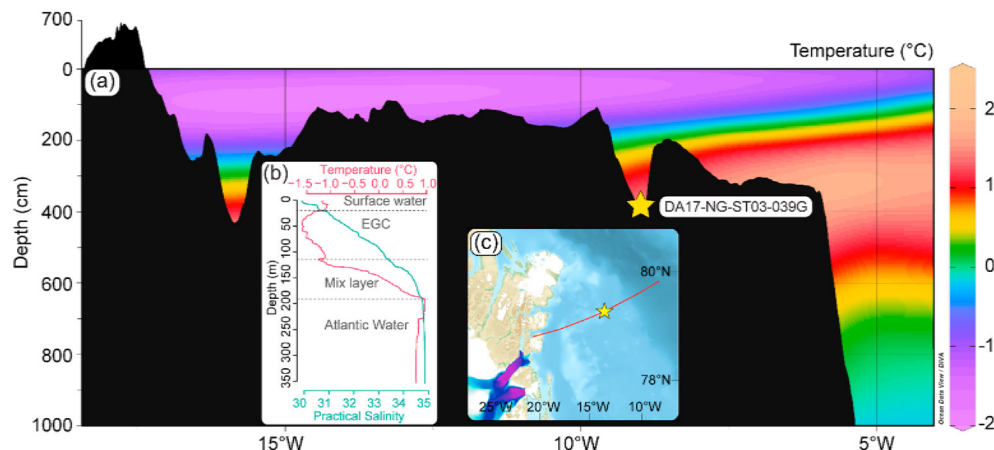 700
Temperature (°C)
0
(a)
200
400
600
800
1000
Depth (cm)
15°W
10°W
5°W
2
1
0
-1
-2
Ocean Data View / DIVA
DA17-NG-ST03-039G
(b)
Temperature (°C)
-1.5 -1.0 0.0 0.5 1.0
0
50
100
150
200
250
300
350
Depth (m)
Surface water
EGC
Mix layer
Atlantic Water
30 31 32 33 34 35
Practical Salinity
(c)
80°N
78°N
25°W 20°W 15°W 10°W